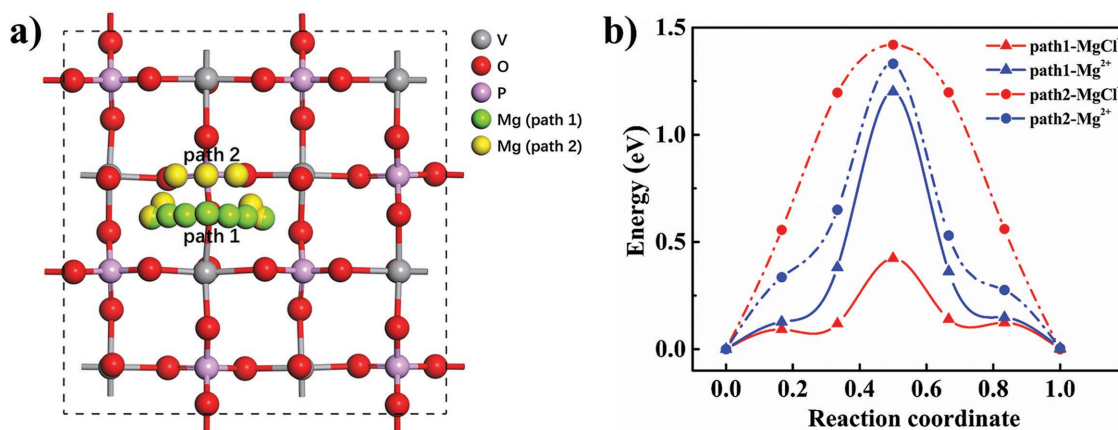 a)
V
O
P
Mg (path 1)
Mg (path 2)
path 2
path 1
b)
1.5
1.0
0.5
0.0
Energy (eV)
path1-MgCl
path1-Mg²⁺
path2-MgCl
path2-Mg²⁺
0.0 0.2 0.4 0.6 0.8 1.0
Reaction coordinate